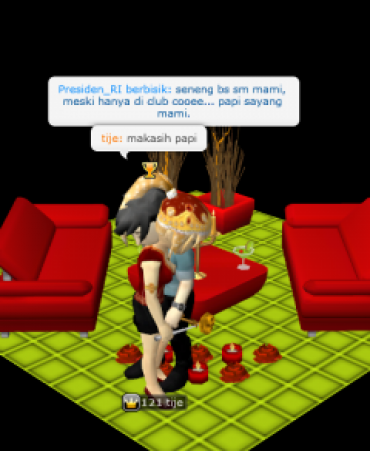 Presiden_RI berbisik: seneng bs sm mami,
meski hanya di club cooee... papi sayang
mami.
tije: makasih papi
121 tije